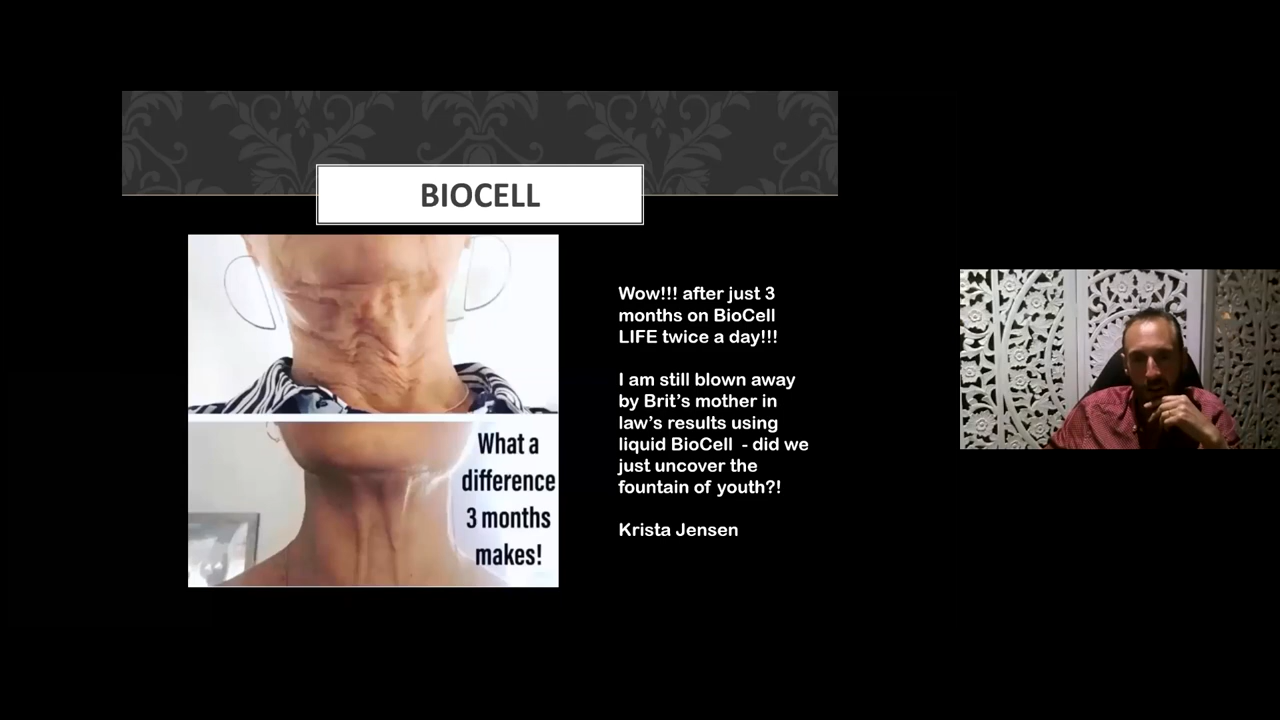 BIOCELL
What a
difference
3 months
makes!
Wow!!! after just 3
months on BioCell
LIFE twice a day!!!
I am still blown away
by Brit's mother in
law's results using
liquid BioCell - did we
just uncover the
fountain of youth?!
Krista Jensen